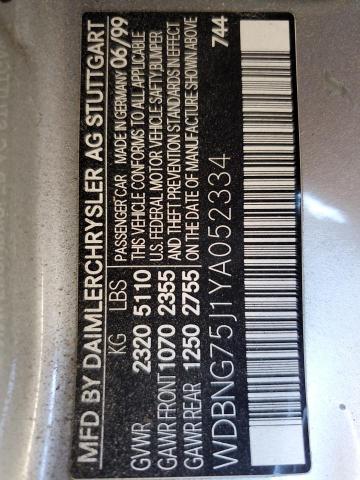 MFD BY DAIMLERCHRYSLER AG STUTTGART
KG LBS
GVWR 2320 5110
GAWR FRONT 1070 2355
GAWR REAR 1250 2755
PASSENGER CAR MADE IN GERMANY 06/99
THIS VEHICLE CONFORMS TO ALL APPLICABLE
U.S. FEDERAL MOTOR VEHICLE SAFTY BUMPER
AND THEFT PREVENTION STANDARDS IN EFFECT
ON THE DATE OF MANUFACTURE SHOWN ABOVE
WDBNG75J1YA052334
744